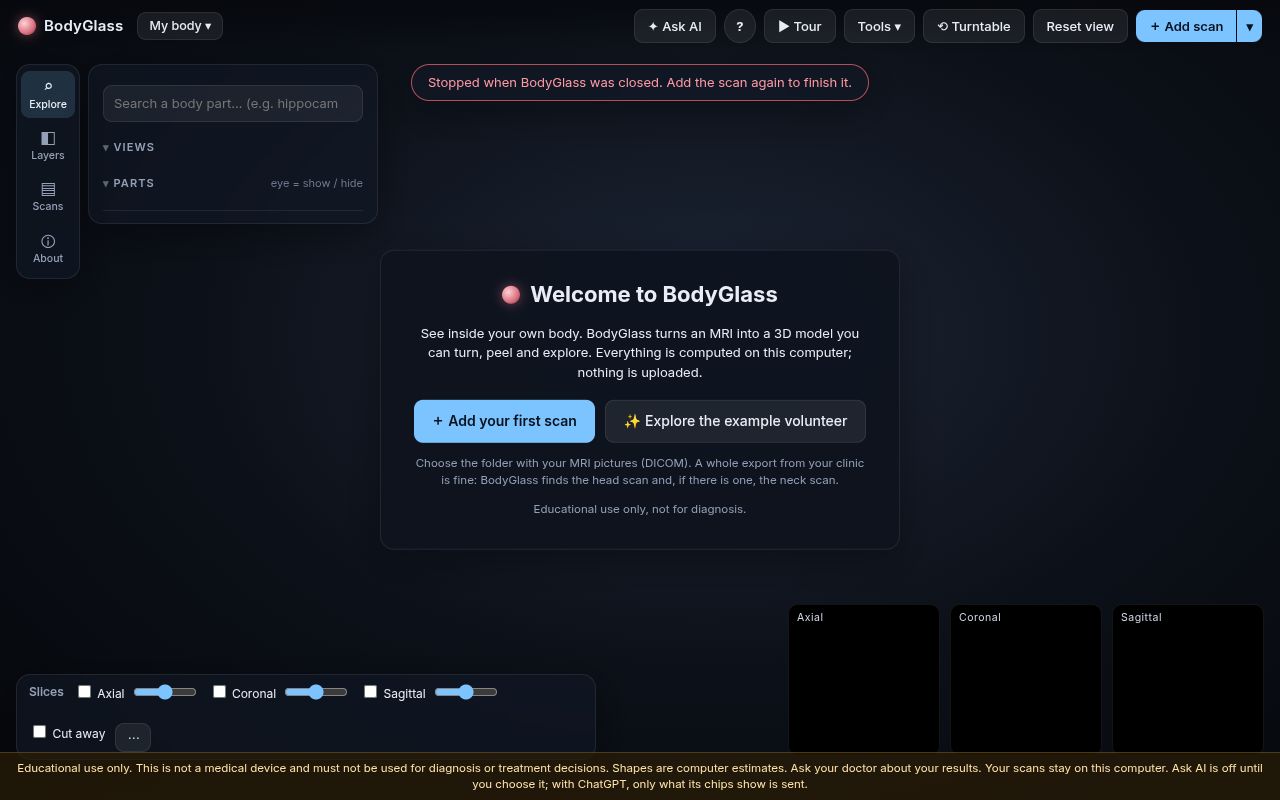 BodyGlass
My body ▾
✦ Ask AI
?
▶ Tour
Tools ▾
⟲ Turntable
Reset view
+ Add scan
▾
Explore
Layers
Scans
About
Search a body part... (e.g. hippocam
▾ VIEWS
▾ PARTS
eye = show / hide
Stopped when BodyGlass was closed. Add the scan again to finish it.
Welcome to BodyGlass
See inside your own body. BodyGlass turns an MRI into a 3D model you
can turn, peel and explore. Everything is computed on this computer;
nothing is uploaded.
+ Add your first scan
✨ Explore the example volunteer
Choose the folder with your MRI pictures (DICOM). A whole export from your clinic
is fine: BodyGlass finds the head scan and, if there is one, the neck scan.
Educational use only, not for diagnosis.
Axial
Coronal
Sagittal
Slices
Axial
Coronal
Sagittal
Cut away
...
Educational use only. This is not a medical device and must not be used for diagnosis or treatment decisions. Shapes are computer estimates. Ask your doctor about your results. Your scans stay on this computer. Ask AI is off until
you choose it; with ChatGPT, only what its chips show is sent.